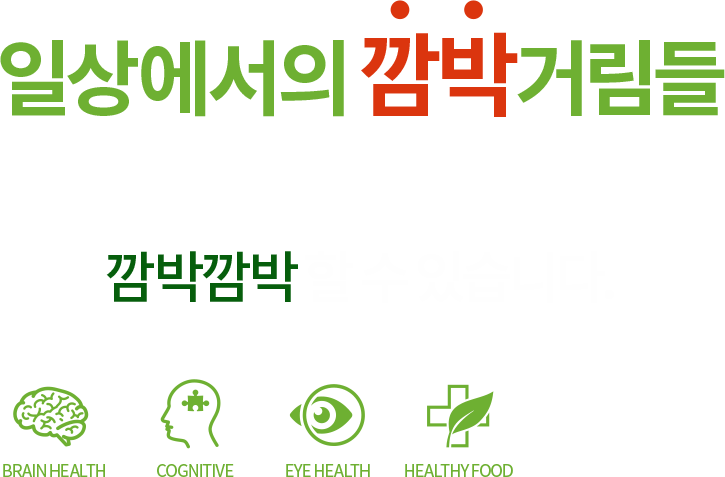 일상에서의 깜박거림들
깜박깜박
BRAIN HEALTH
COGNITIVE
EYE HEALTH
HEALTHY FOOD